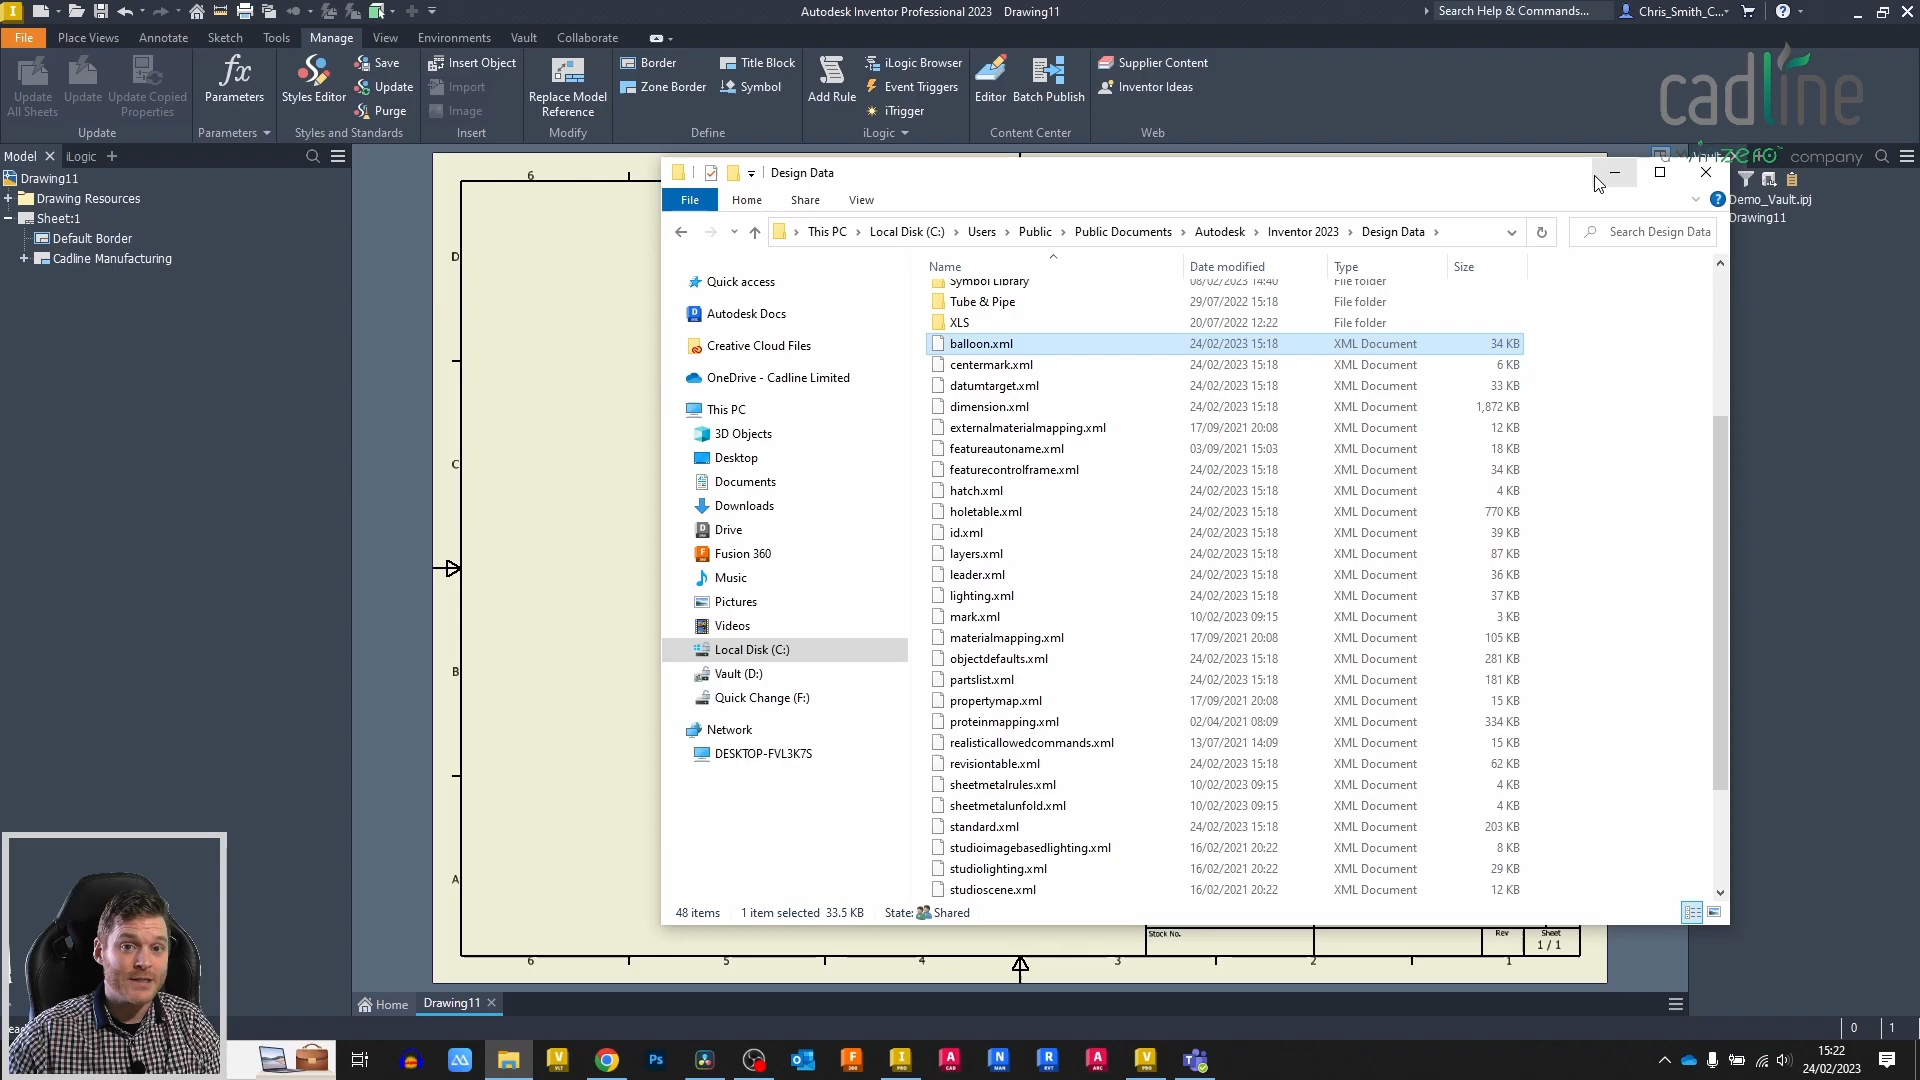 Autodesk Inventor Professional 2023   Drawing11
Search Help & Commands...
Chris_Smith_C...
File
Place Views
Annotate
Sketch
Tools
Manage
View
Environments
Vault
Collaborate
Update
All Sheets
Update
Update Copied
Properties
Update
Parameters
Parameters
Styles Editor
Save
Update
Purge
Styles and Standards
Insert Object
Import
Image
Insert
Replace Model
Reference
Modify
Border
Zone Border
Title Block
Symbol
Define
Add Rule
iLogic Browser
Event Triggers
iTrigger
iLogic
Editor
Batch Publish
Content Center
Supplier Content
Inventor Ideas
Web
cadline
company
Model
iLogic
Drawing11
Drawing Resources
Sheet:1
Default Border
Cadline Manufacturing
Demo_Vault.ipj
Drawing11
Design Data
File
Home
Share
View
This PC
Local Disk (C:)
Users
Public
Public Documents
Autodesk
Inventor 2023
Design Data
Search Design Data
Quick access
Autodesk Docs
Creative Cloud Files
OneDrive - Cadline Limited
This PC
3D Objects
Desktop
Documents
Downloads
Drive
Fusion 360
Music
Pictures
Videos
Local Disk (C:)
Vault (D:)
Quick Change (F:)
Network
DESKTOP-FVL3K7S
Name   Date modified   Type   Size
Symbol Library   08/02/2023 14:40   File folder
Tube & Pipe   29/07/2022 15:18   File folder
XLS   20/07/2022 12:22   File folder
balloon.xml   24/02/2023 15:18   XML Document   34 KB
centermark.xml   24/02/2023 15:18   XML Document   6 KB
datumtarget.xml   24/02/2023 15:18   XML Document   33 KB
dimension.xml   24/02/2023 15:18   XML Document   1,872 KB
externalmaterialmapping.xml   17/09/2021 20:08   XML Document   12 KB
featureautoname.xml   03/09/2021 15:03   XML Document   18 KB
featurecontrolframe.xml   24/02/2023 15:18   XML Document   34 KB
hatch.xml   24/02/2023 15:18   XML Document   4 KB
holetable.xml   24/02/2023 15:18   XML Document   770 KB
id.xml   24/02/2023 15:18   XML Document   39 KB
layers.xml   24/02/2023 15:18   XML Document   87 KB
leader.xml   24/02/2023 15:18   XML Document   36 KB
lighting.xml   24/02/2023 15:18   XML Document   37 KB
mark.xml   10/02/2023 09:15   XML Document   3 KB
materialmapping.xml   17/09/2021 20:08   XML Document   105 KB
objectdefaults.xml   24/02/2023 15:18   XML Document   281 KB
partslist.xml   24/02/2023 15:18   XML Document   181 KB
propertymap.xml   17/09/2021 20:08   XML Document   15 KB
proteinmapping.xml   02/04/2021 08:09   XML Document   334 KB
realisticallowedcommands.xml   13/07/2021 14:09   XML Document   15 KB
revisiontable.xml   24/02/2023 15:18   XML Document   62 KB
sheetmetalrules.xml   10/02/2023 09:15   XML Document   4 KB
sheetmetalunfold.xml   10/02/2023 09:15   XML Document   4 KB
standard.xml   24/02/2023 15:18   XML Document   203 KB
studioimagebasedlighting.xml   16/02/2021 20:22   XML Document   8 KB
studiolighting.xml   16/02/2021 20:22   XML Document   29 KB
studioscene.xml   16/02/2021 20:22   XML Document   12 KB
48 items   1 item selected  33.5 KB   State: Shared
6
D
C
B
A
Stock No.
Rev
Sheet
1 / 1
6   5   4   3   2   1
Home
Drawing11
0   1
15:22
24/02/2023